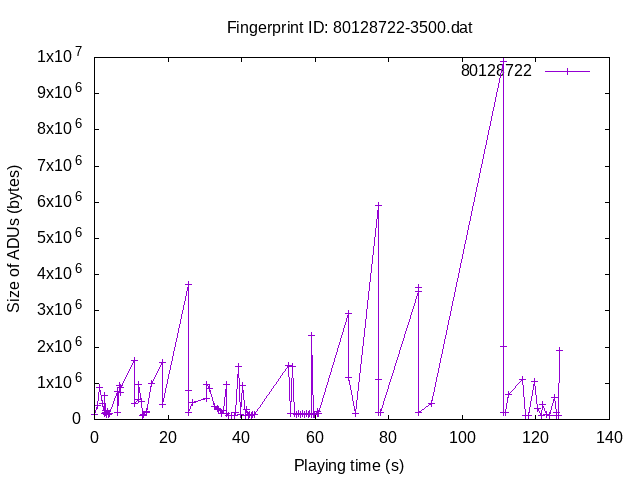 Fingerprint ID: 80128722-3500.dat
80128722
1x10^7
9x10^6
8x10^6
7x10^6
6x10^6
5x10^6
4x10^6
3x10^6
2x10^6
1x10^6
0
Size of ADUs (bytes)
0 20 40 60 80 100 120 140
Playing time (s)